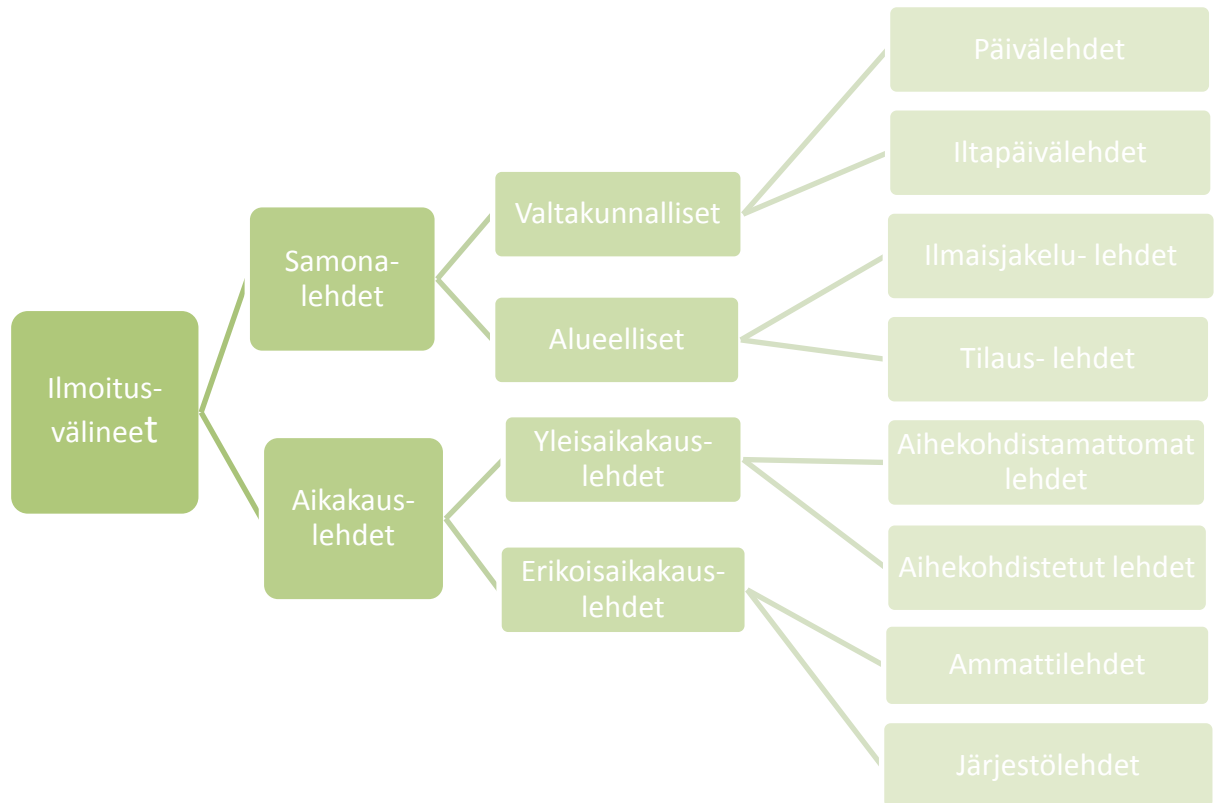 Ilmoitus-
välineet
Samona-
lehdet
Aikakaus-
lehdet
Valtakunnalliset
Alueelliset
Yleisaikakaus-
lehdet
Erikoisaikakaus-
lehdet
Päivälehdet
Iltapäivälehdet
Ilmaisjakelu- lehdet
Tilaus- lehdet
Aihekohdistamattomat
lehdet
Aihekohdistetut lehdet
Ammattilehdet
Järjestölehdet